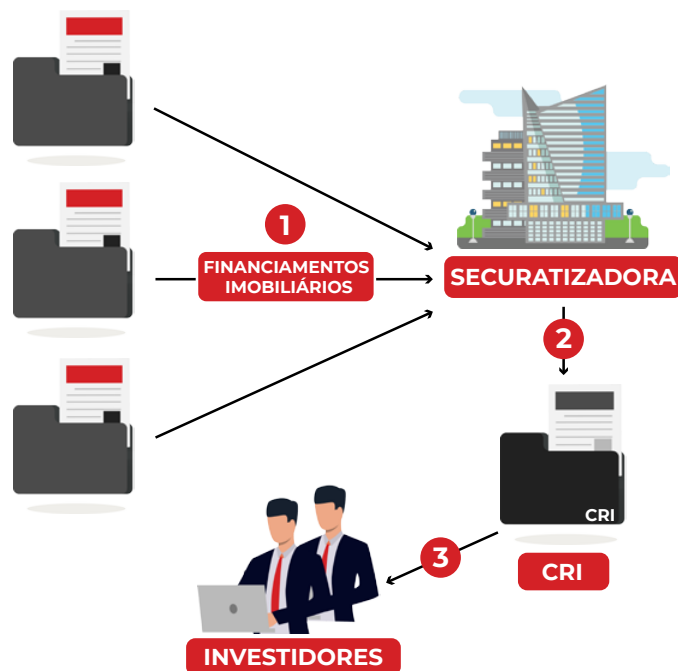 1
FINANCIAMENTOS
IMOBILIÁRIOS
SECURATIZADORA
2
CRI
CRI
3
INVESTIDORES